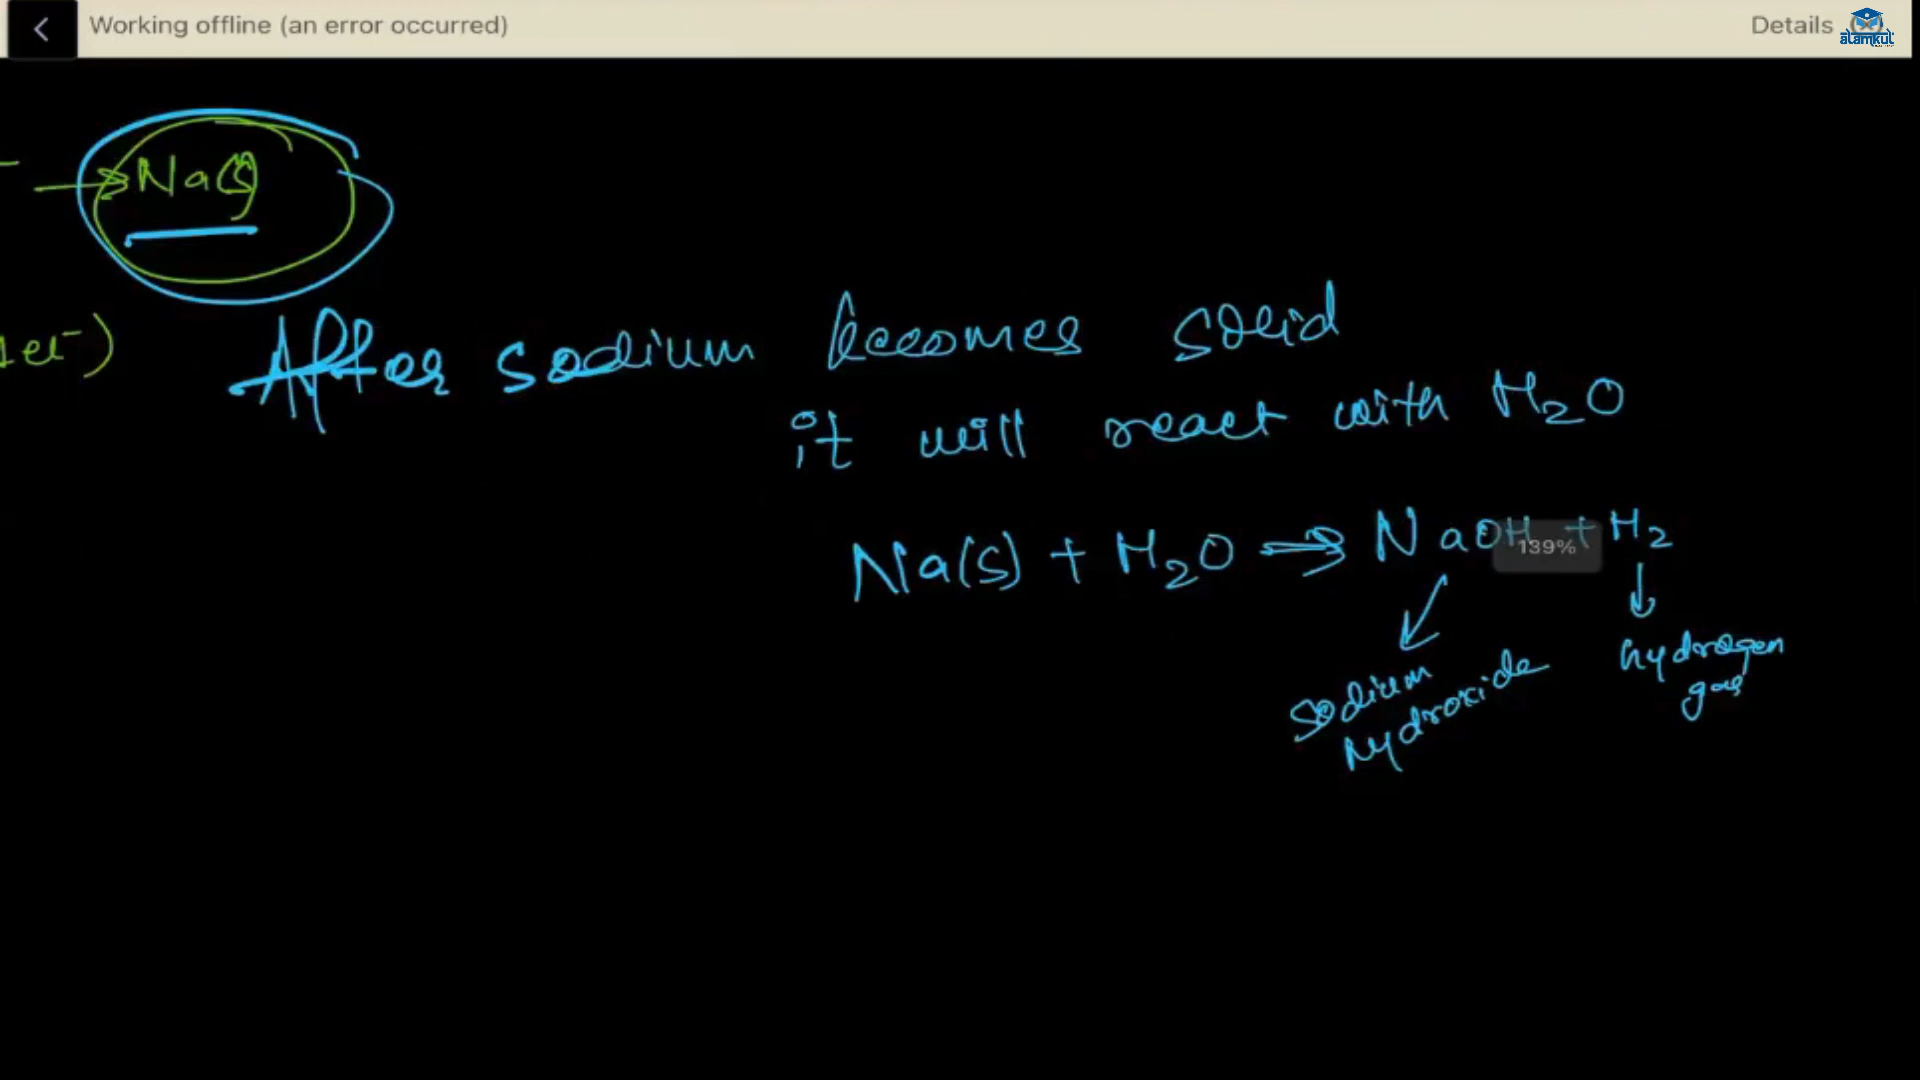 Working offline (an error occurred)
Details
alamkul
→ Na(s)
After sodium becomes solid
it will react with H₂O
Na(s) + H₂O → NaOH + H₂
139%
sodium
hydroxide
hydrogen
gas